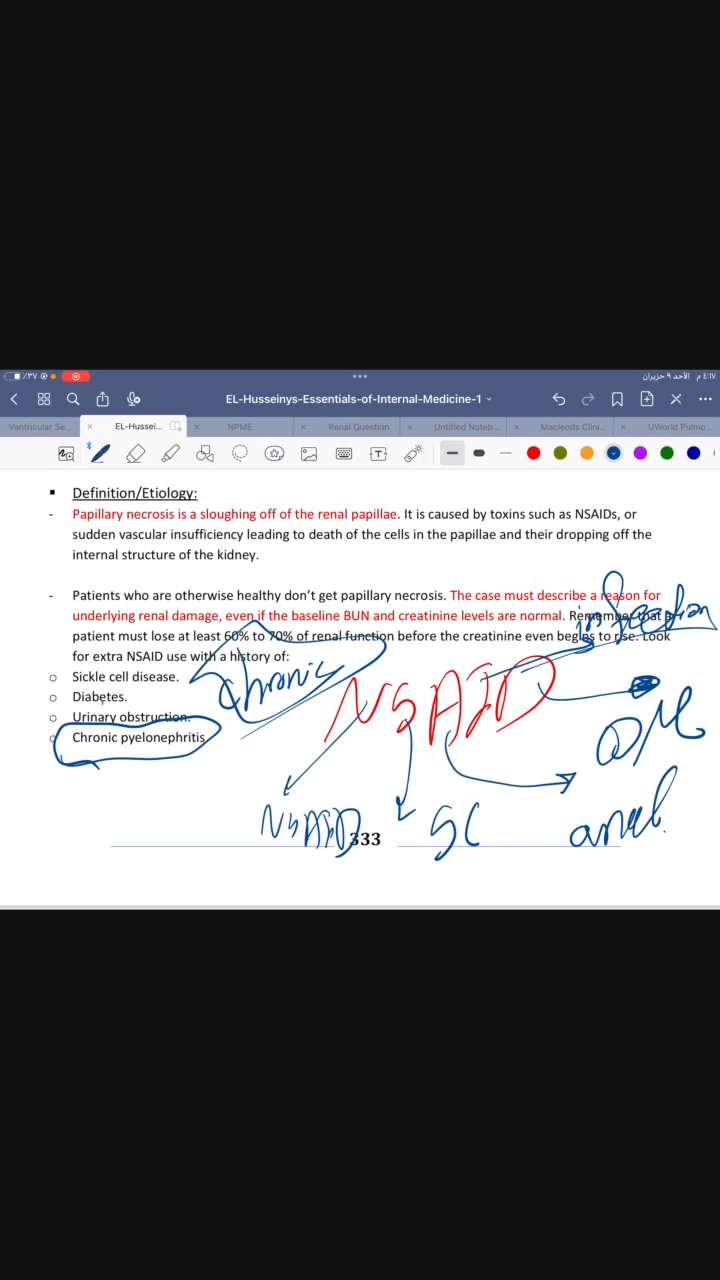 ٪٣٧
٤:١٧ م الأحد ٩ حزيران
EL-Husseinys-Essentials-of-Internal-Medicine-1
Ventricular Se... EL-Hussei... NPME Renal Question Untitled Noteb... Macleods Clini... UWorld Pulmo...
▪ Definition/Etiology:
- Papillary necrosis is a sloughing off of the renal papillae. It is caused by toxins such as NSAIDs, or
sudden vascular insufficiency leading to death of the cells in the papillae and their dropping off the
internal structure of the kidney.
- Patients who are otherwise healthy don't get papillary necrosis. The case must describe a reason for
underlying renal damage, even if the baseline BUN and creatinine levels are normal. Remember that a
patient must lose at least 60% to 70% of renal function before the creatinine even begins to rise. Look
for extra NSAID use with a history of:
o Sickle cell disease.
o Diabetes.
o Urinary obstruction.
o Chronic pyelonephritis
infection
chronic
NSAID
DM
NSAID
SC
anal.
333